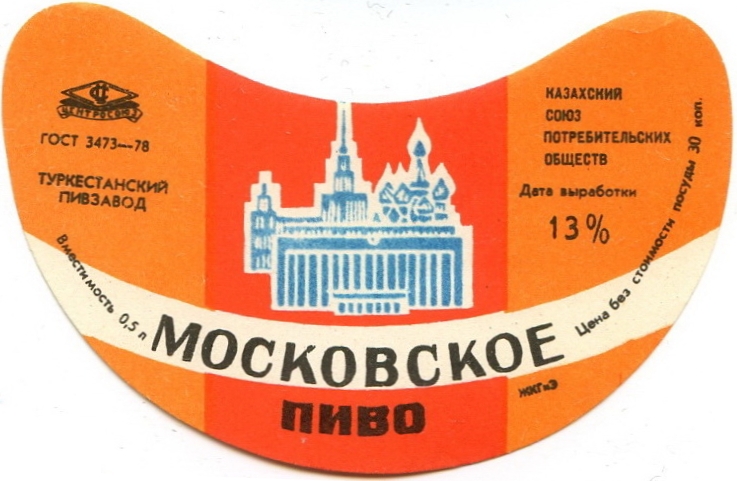 ЦЕНТРОСОЮЗ
ГОСТ 3473—78
ТУРКЕСТАНСКИЙ
ПИВЗАВОД
Вместимость 0,5 л
КАЗАХСКИЙ
СОЮЗ
ПОТРЕБИТЕЛЬСКИХ
ОБЩЕСТВ
Дата выработки
13%
Цена без стоимости посуды 30 коп.
МОСКОВСКОЕ
ПИВО
ЖКГиЭ